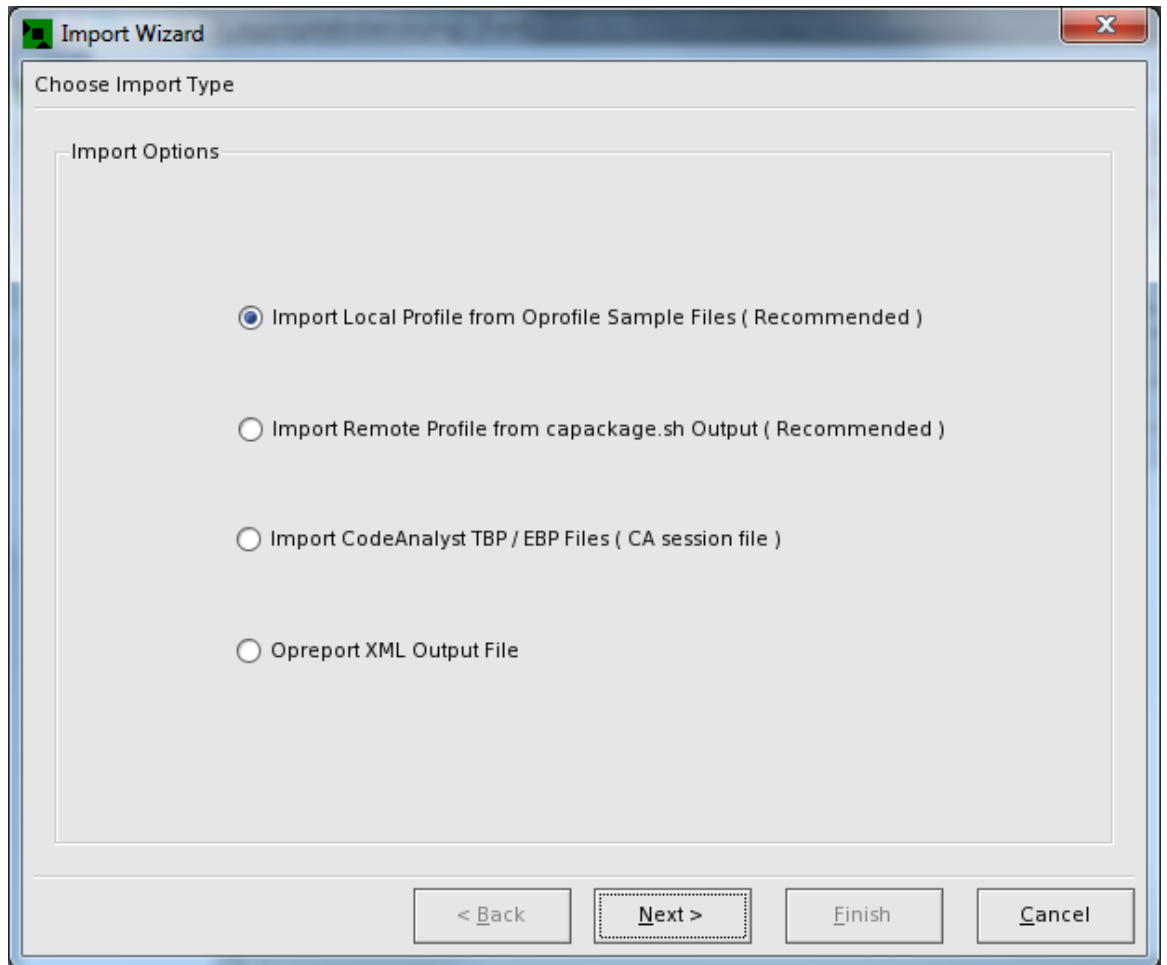 Import Wizard
Choose Import Type
Import Options
Import Local Profile from Oprofile Sample Files ( Recommended )
Import Remote Profile from capackage.sh Output ( Recommended )
Import CodeAnalyst TBP / EBP Files ( CA session file )
Opreport XML Output File
< Back Next > Finish Cancel